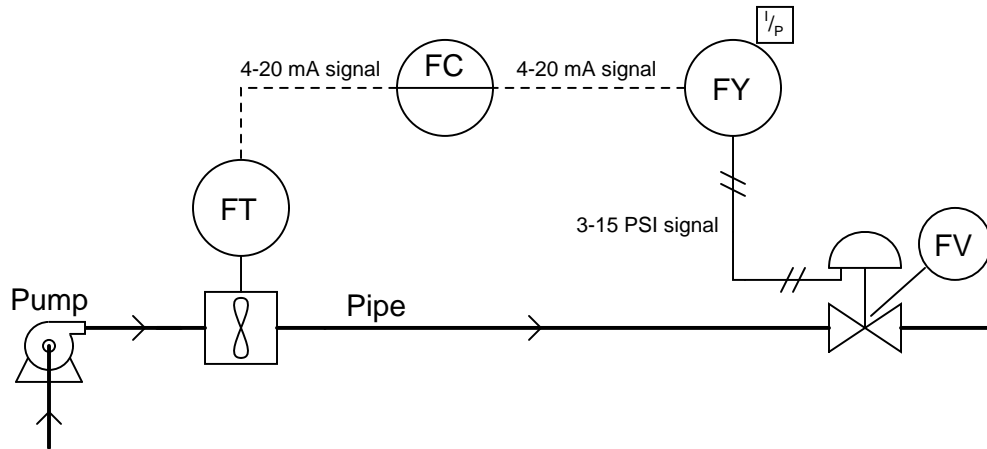 I/P
4-20 mA signal
FC
4-20 mA signal
FY
FT
3-15 PSI signal
FV
Pump
Pipe